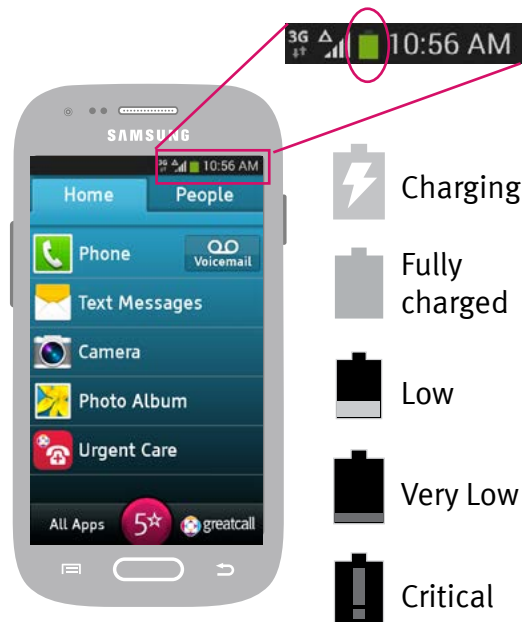 3G 10:56 AM
SAMSUNG
3G 10:56 AM
Home People
Phone
Voicemail
Text Messages
Camera
Photo Album
Urgent Care
All Apps 5☆ greatcall
Charging
Fully
charged
Low
Very Low
Critical